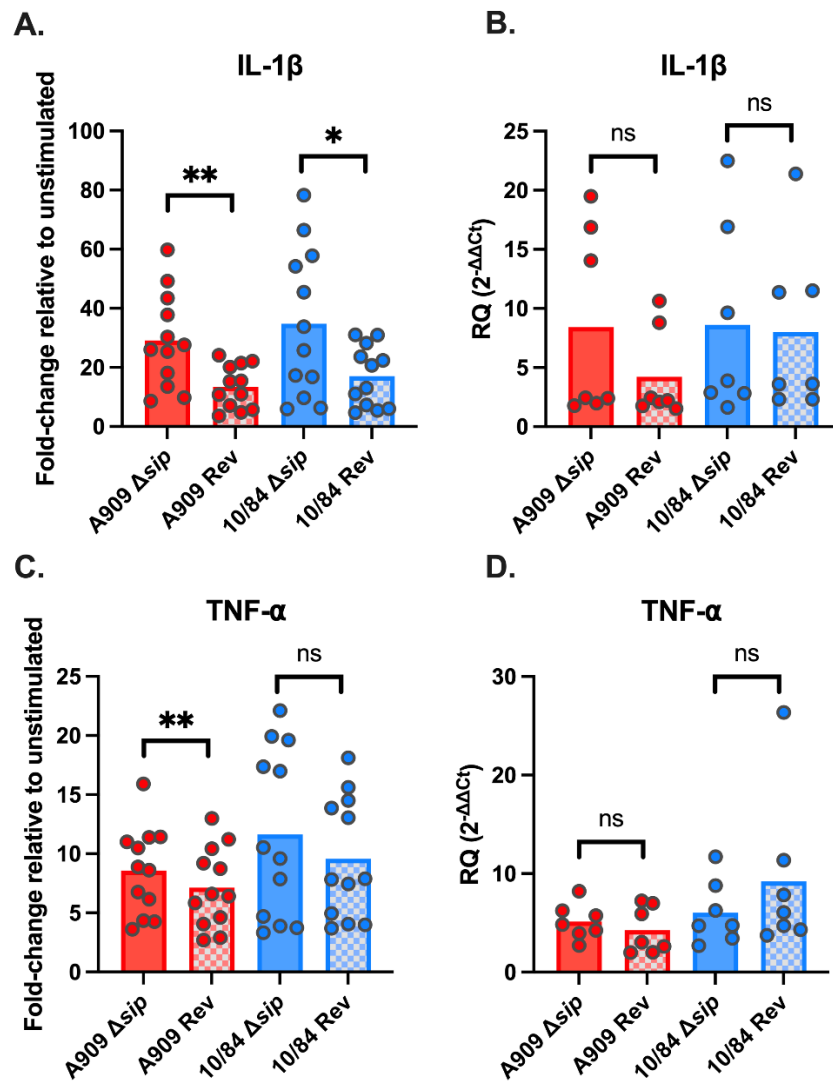 A.
IL-1β
Fold-change relative to unstimulated
100
80
60
40
20
0
**
*
A909 Δsip
A909 Rev
10/84 Δsip
10/84 Rev
B.
IL-1β
RQ (2-ΔΔCt)
25
20
15
10
5
0
ns
ns
A909 Δsip
A909 Rev
10/84 Δsip
10/84 Rev
C.
TNF-α
Fold-change relative to unstimulated
25
20
15
10
5
0
**
ns
A909 Δsip
A909 Rev
10/84 Δsip
10/84 Rev
D.
TNF-α
RQ (2-ΔΔCt)
30
20
10
0
ns
ns
A909 Δsip
A909 Rev
10/84 Δsip
10/84 Rev